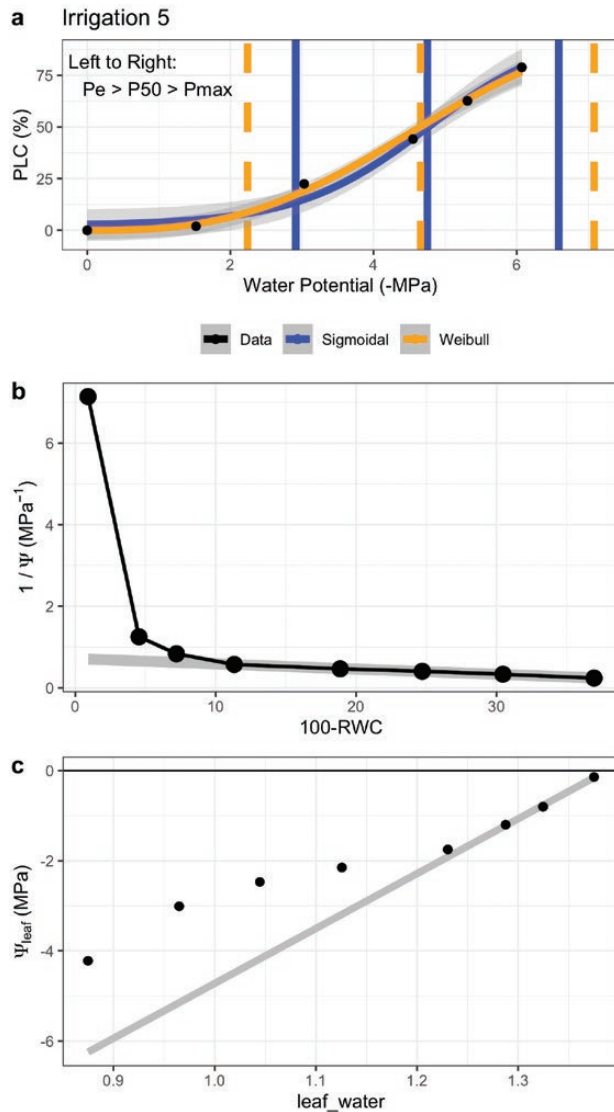 a Irrigation 5
Left to Right:
Pe > P50 > Pmax
PLC (%)
75
50
25
0
0 2 4 6
Water Potential (-MPa)
Data Sigmoidal Weibull
b
1 / Ψ (MPa⁻¹)
6
4
2
0
0 10 20 30
100-RWC
c
Ψleaf (MPa)
0
-2
-4
-6
0.9 1.0 1.1 1.2 1.3
leaf_water